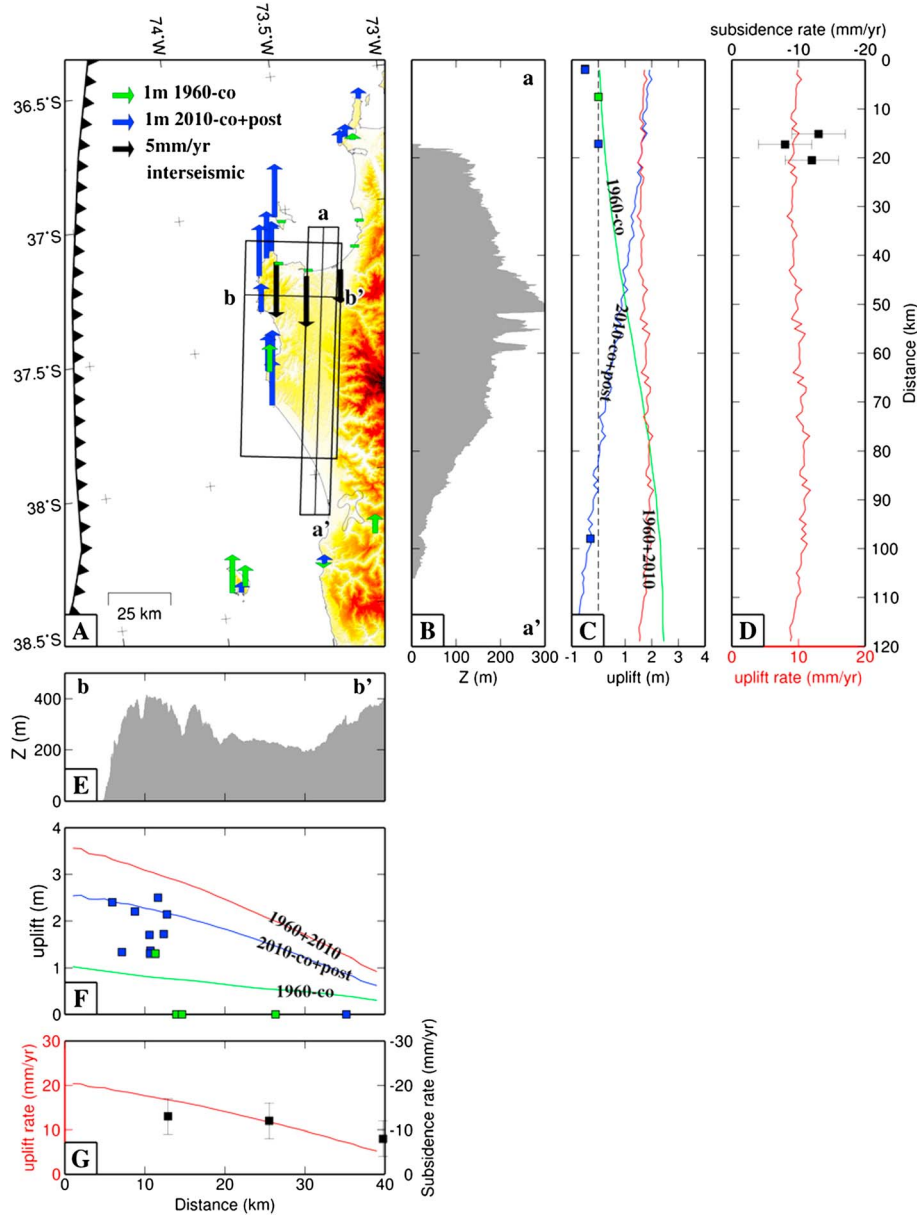 74°W
73.5°W
73°W
36.5°S
37°S
37.5°S
38°S
38.5°S
1m 1960-co
1m 2010-co+post
5mm/yr
interseismic
a
b
b'
a'
25 km
A
a
a'
B
0
100
200
300
Z (m)
1960-co
2010-co+post
1960+2010
C
-1
0
1
2
3
4
uplift (m)
subsidence rate (mm/yr)
0
-10
-20
0
10
20
30
40
50
60
70
80
90
100
110
120
Distance (km)
D
0
10
20
uplift rate (mm/yr)
b
b'
400
200
0
Z (m)
E
4
3
2
1
0
uplift (m)
1960+2010
2010-co+post
1960-co
F
30
20
10
0
uplift rate (mm/yr)
-30
-20
-10
0
Subsidence rate (mm/yr)
G
0
10
20
30
40
Distance (km)